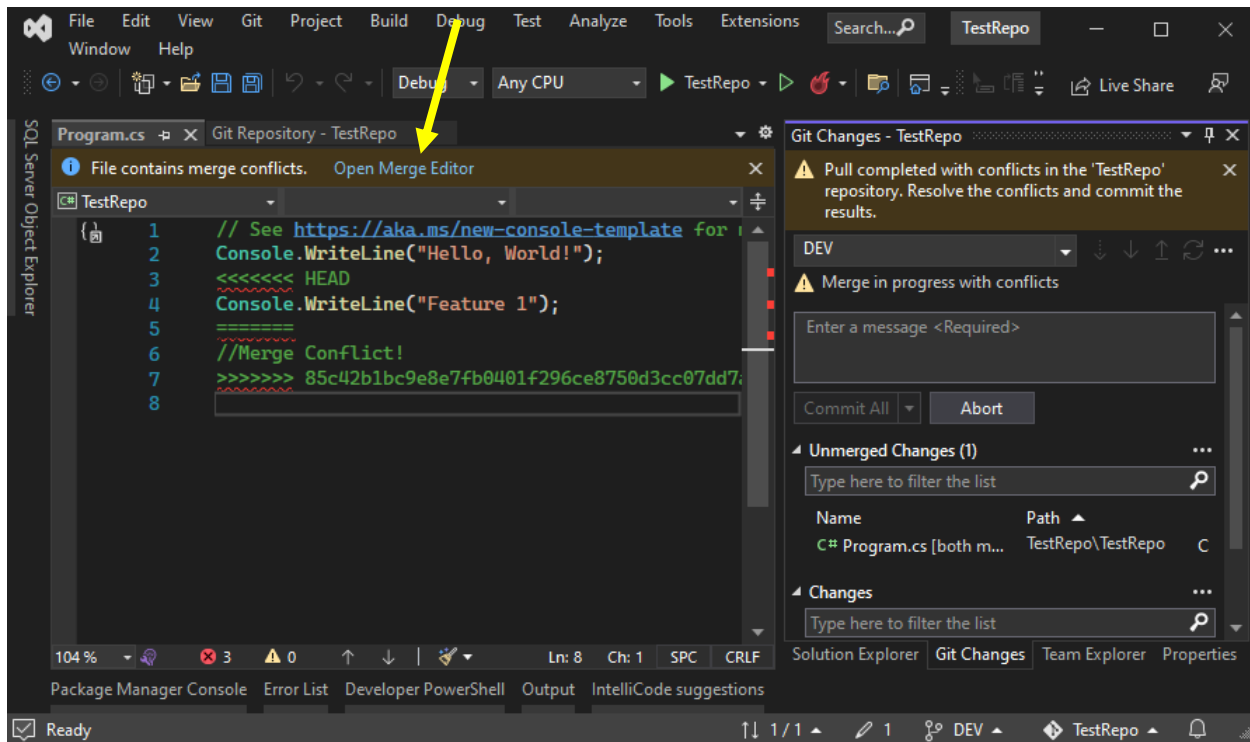 File Edit View Git Project Build Debug Test Analyze Tools Extensions
Window Help
Search...
TestRepo
Debug Any CPU TestRepo Live Share
SQL Server Object Explorer
Program.cs Git Repository - TestRepo
File contains merge conflicts. Open Merge Editor
TestRepo
1 // See https://aka.ms/new-console-template for
2 Console.WriteLine("Hello, World!");
3 <<<<<<< HEAD
4 Console.WriteLine("Feature 1");
5 =======
6 //Merge Conflict!
7 >>>>>>> 85c42b1bc9e8e7fb0401f296ce8750d3cc07dd7
8
104 % 3 0 Ln: 8 Ch: 1 SPC CRLF
Git Changes - TestRepo
Pull completed with conflicts in the 'TestRepo'
repository. Resolve the conflicts and commit the
results.
DEV
Merge in progress with conflicts
Enter a message <Required>
Commit All Abort
Unmerged Changes (1)
Type here to filter the list
Name Path
C# Program.cs [both m... TestRepo\TestRepo C
Changes
Type here to filter the list
Solution Explorer Git Changes Team Explorer Properties
Package Manager Console Error List Developer PowerShell Output IntelliCode suggestions
Ready 1 / 1 1 DEV TestRepo